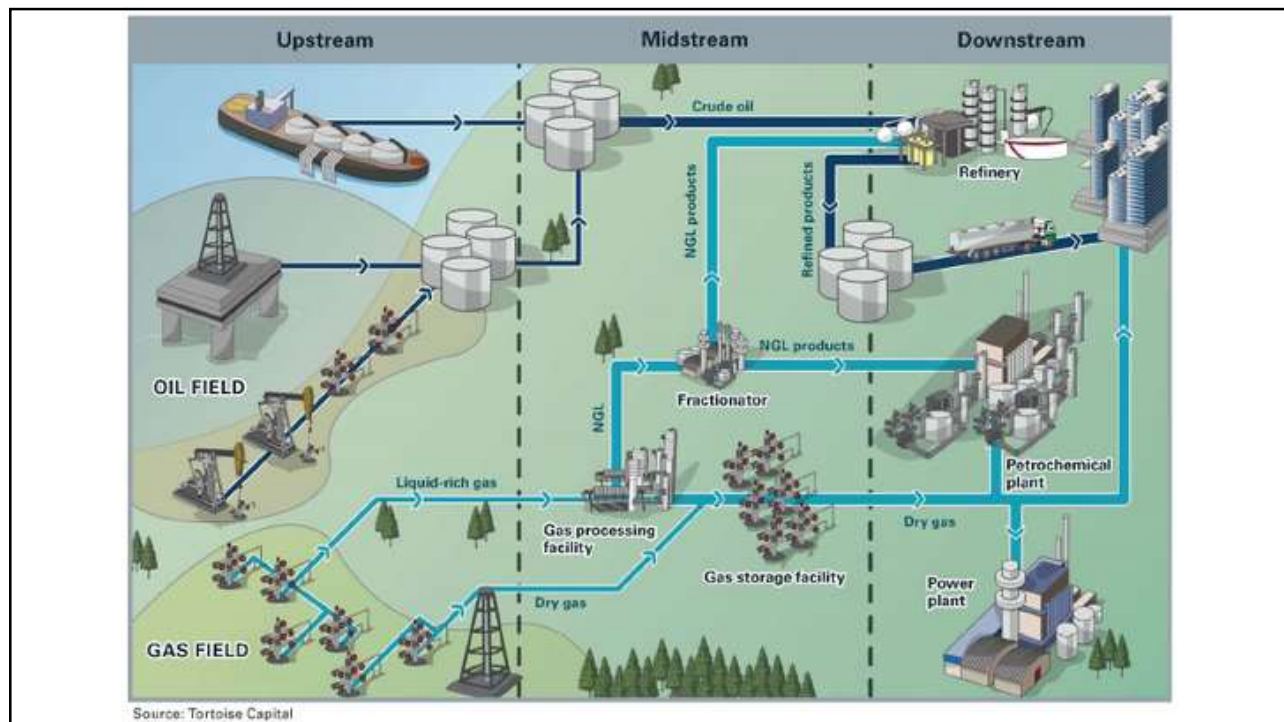 Upstream
Midstream
Downstream
Crude oil
Refinery
NGL products
Refined products
OIL FIELD
NGL products
Fractionator
NGL
Petrochemical
plant
Liquid-rich gas
Gas processing
facility
Gas storage facility
Dry gas
Power
plant
Dry gas
GAS FIELD
Source: Tortoise Capital